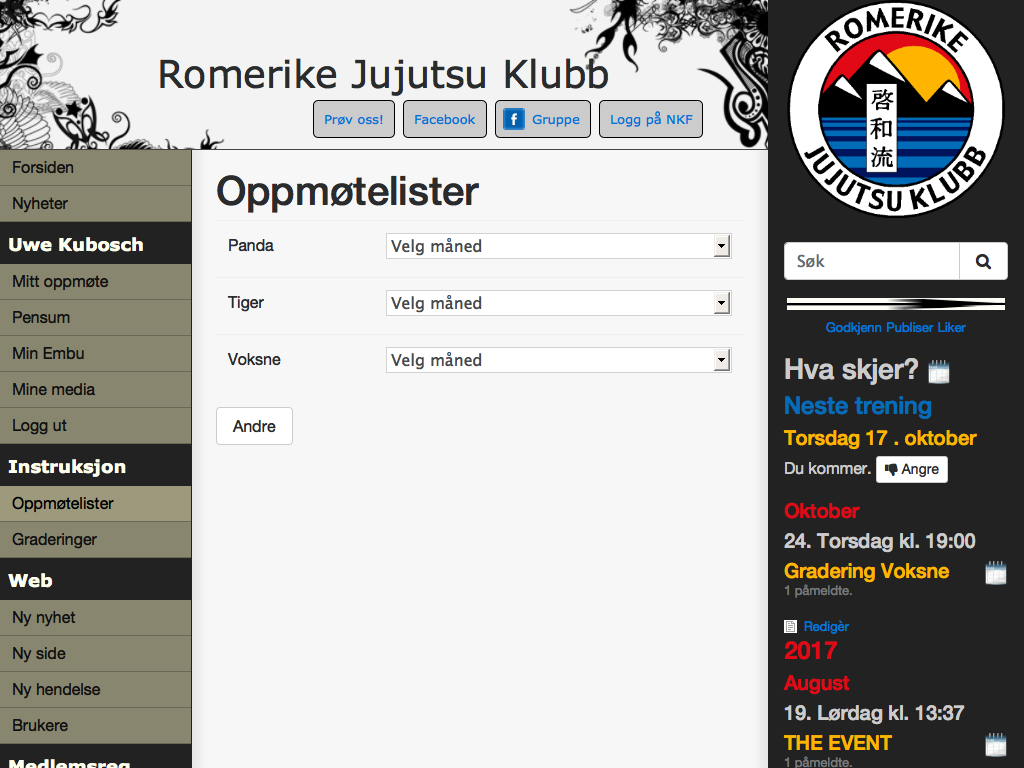 Romerike Jujutsu Klubb
Prøv oss!
Facebook
Gruppe
Logg på NKF
Forsiden
Nyheter
Uwe Kubosch
Mitt oppmøte
Pensum
Min Embu
Mine media
Logg ut
Instruksjon
Oppmøtelister
Graderinger
Web
Ny nyhet
Ny side
Ny hendelse
Brukere
Medlemsreg
Oppmøtelister
Panda
Velg måned
Tiger
Velg måned
Voksne
Velg måned
Andre
ROMERIKE
啓和流
JUJUTSU KLUBB
Søk
Godkjenn Publiser Liker
Hva skjer?
Neste trening
Torsdag 17 . oktober
Du kommer. Angre
Oktober
24. Torsdag kl. 19:00
Gradering Voksne
1 påmeldte.
Redigèr
2017
August
19. Lørdag kl. 13:37
THE EVENT
1 påmeldte.